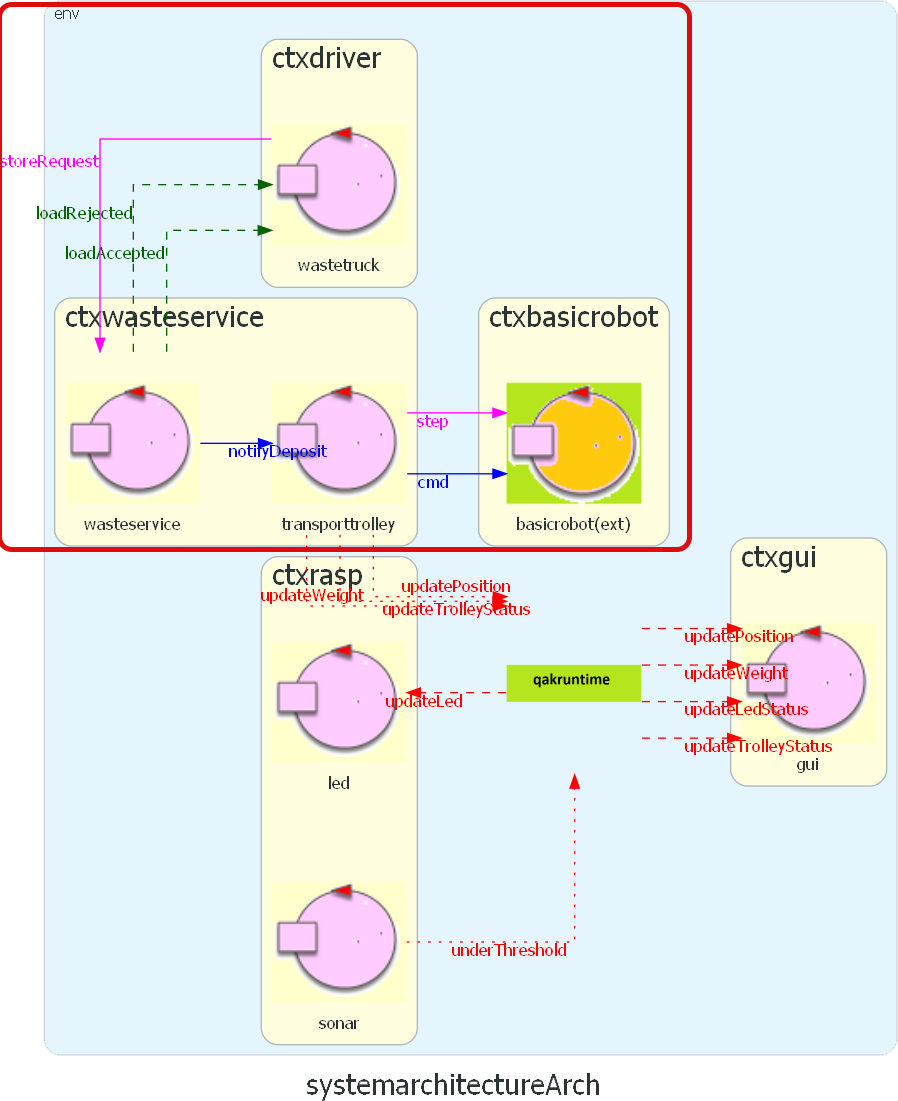 env
ctxdriver
storeRequest
loadRejected
loadAccepted
wastetruck
ctxwasteservice
ctxbasicrobot
step
notifyDeposit
cmd
wasteservice
transporttrolley
basicrobot(ext)
ctxrasp
ctxgui
updatePosition
updateWeight
updateTrolleyStatus
updatePosition
updateWeight
qakruntime
updateLed
updateLedStatus
updateTrolleyStatus
gui
led
underThreshold
sonar
systemarchitectureArch